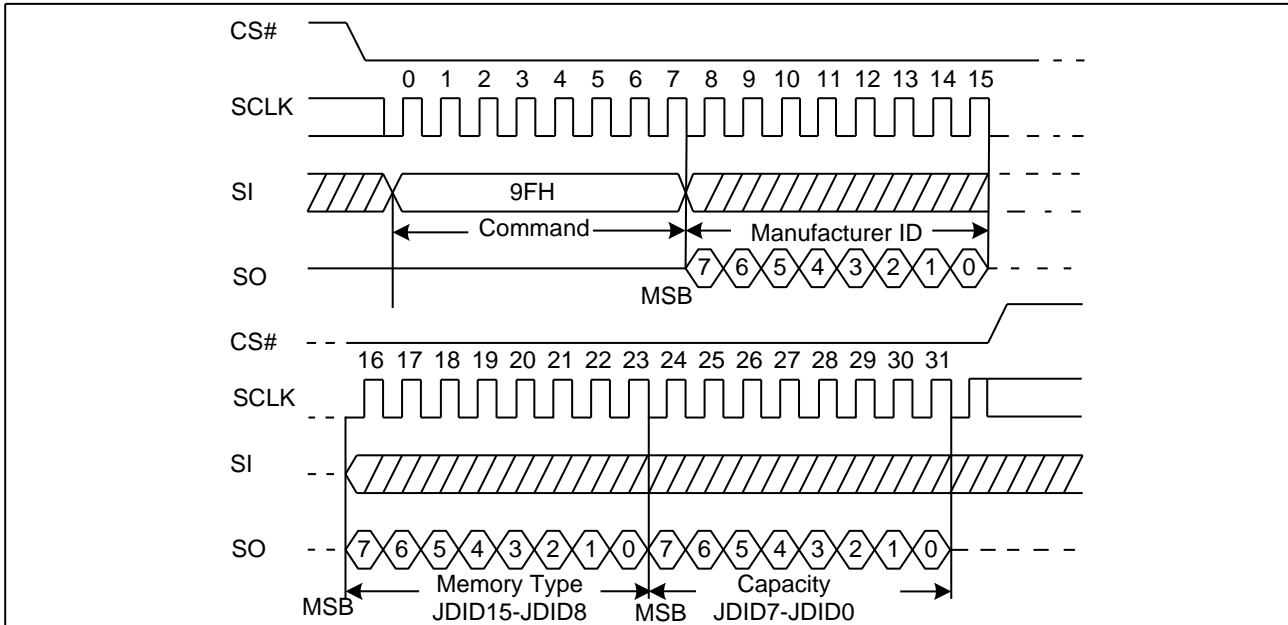 CS#
0 1 2 3 4 5 6 7 8 9 10 11 12 13 14 15
SCLK
SI
9FH
Command
Manufacturer ID
SO
7 6 5 4 3 2 1 0
MSB
CS#
16 17 18 19 20 21 22 23 24 25 26 27 28 29 30 31
SCLK
SI
SO
7 6 5 4 3 2 1 0 7 6 5 4 3 2 1 0
Memory Type Capacity
MSB JDID15-JDID8 MSB JDID7-JDID0